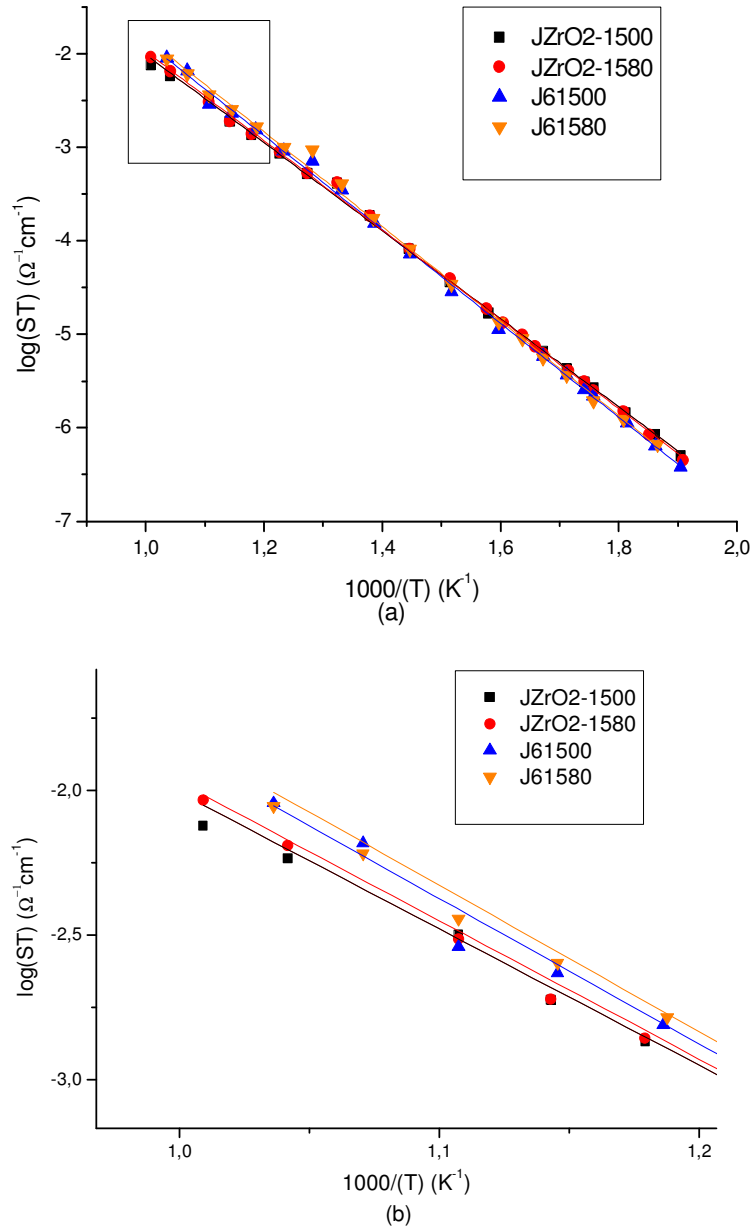 JZrO2-1500
JZrO2-1580
J61500
J61580
-2
-3
-4
-5
-6
-7
log(ST) (Ω⁻¹cm⁻¹)
1,0 1,2 1,4 1,6 1,8 2,0
1000/(T) (K⁻¹)
(a)
JZrO2-1500
JZrO2-1580
J61500
J61580
-2,0
-2,5
-3,0
log(ST) (Ω⁻¹cm⁻¹)
1,0 1,1 1,2
1000/(T) (K⁻¹)
(b)